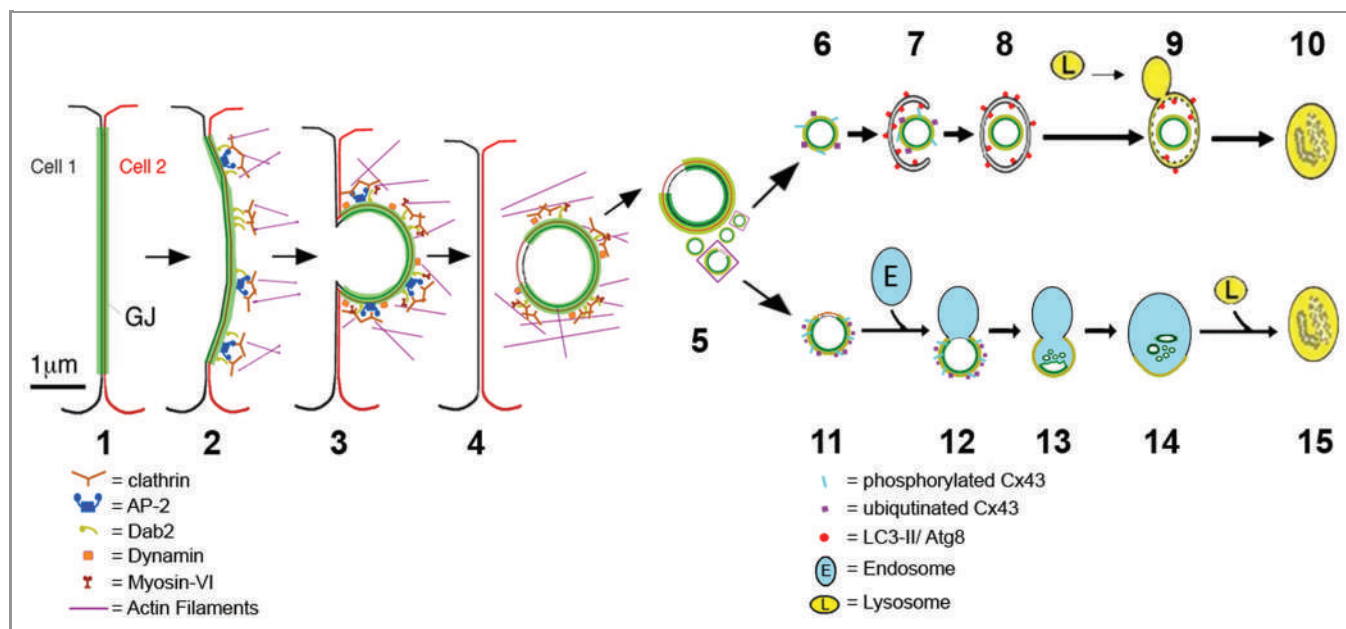 6 7 8 9 10
L
Cell 1 Cell 2
GJ
1µm
E
L
5
1 2 3 4
11 12 13 14 15
= clathrin
= AP-2
= Dab2
= Dynamin
= Myosin-VI
= Actin Filaments
= phosphorylated Cx43
= ubiqutinated Cx43
= LC3-II/ Atg8
E = Endosome
L = Lysosome